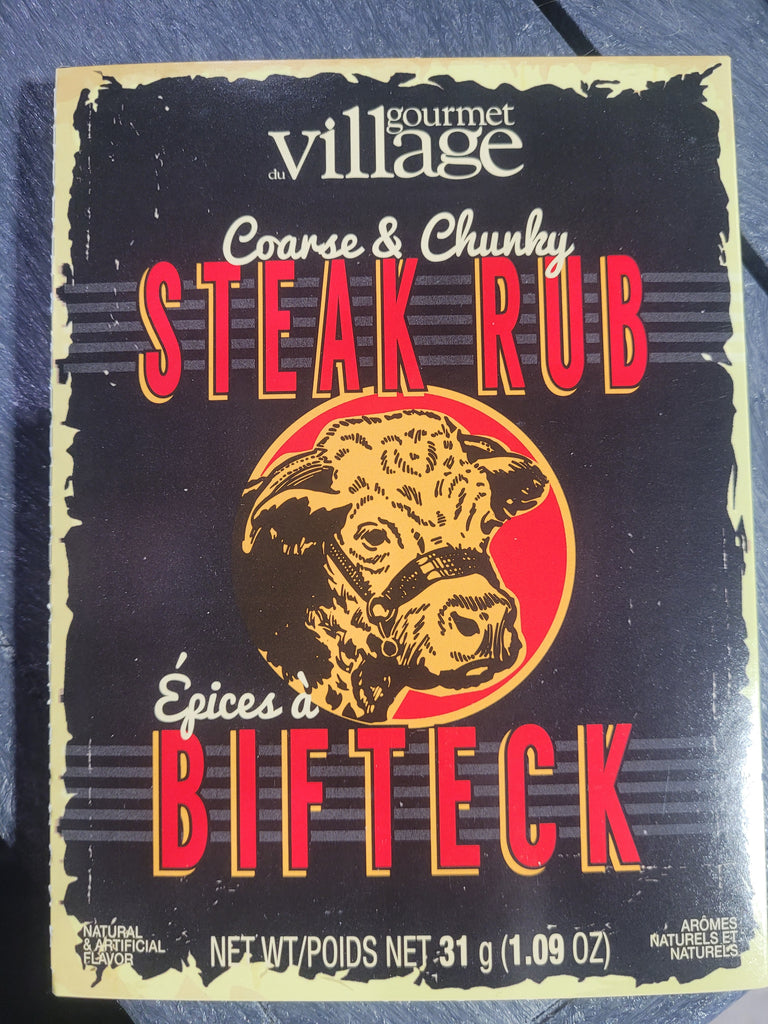 gourmet
du village
Coarse & Chunky
STEAK RUB
Épices à
BIFTECK
NATURAL
& ARTIFICIAL
FLAVOR
NET WT/POIDS NET 31 g (1.09 OZ)
ARÔMES
NATURELS ET
NATURELS